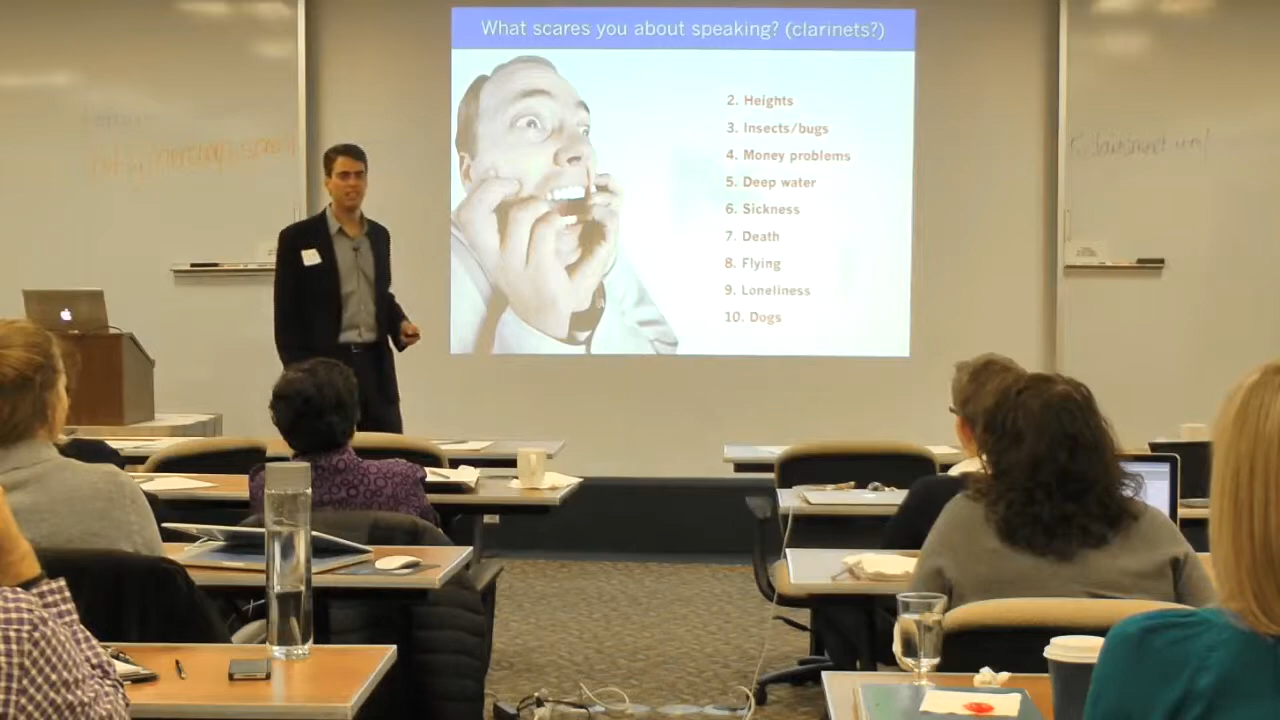 What scares you about speaking? (clarinets?)
2. Heights
3. Insects/bugs
4. Money problems
5. Deep water
6. Sickness
7. Death
8. Flying
9. Loneliness
10. Dogs